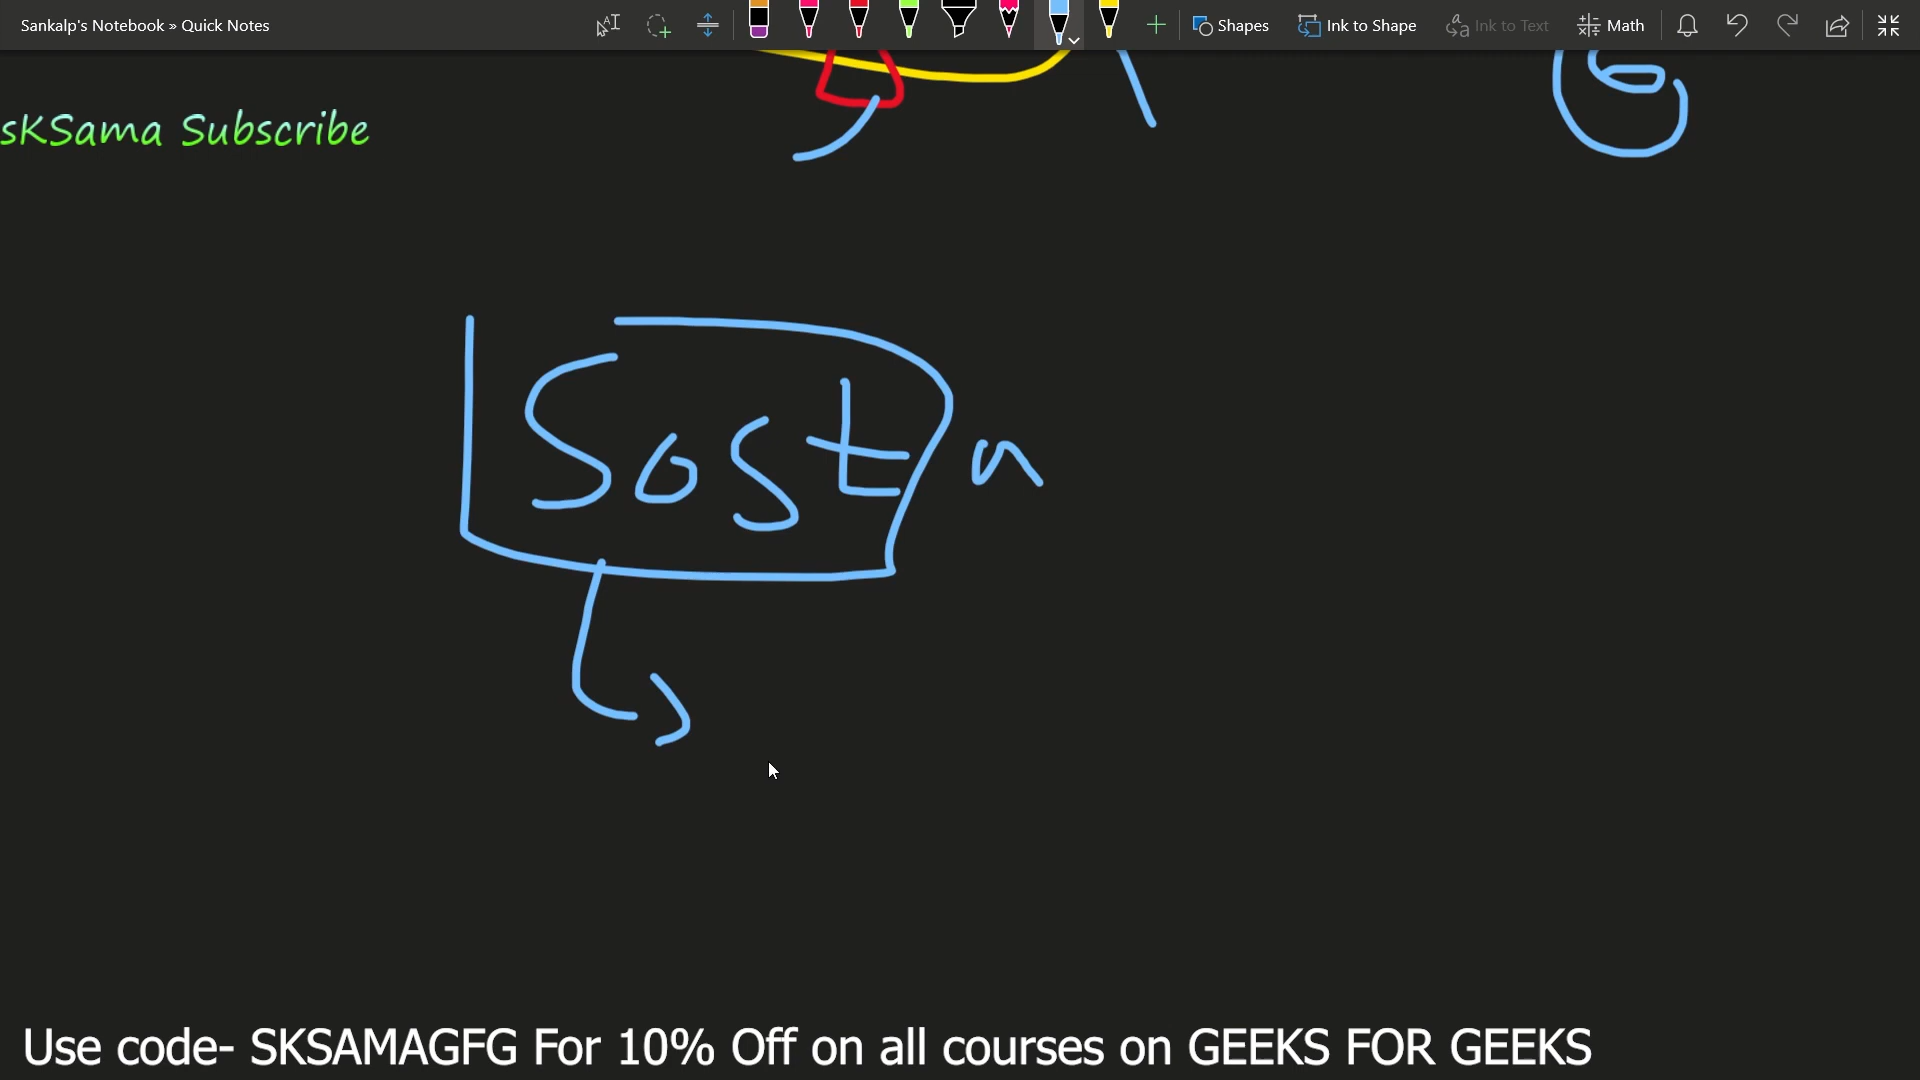 Sankalp's Notebook » Quick Notes
Shapes
Ink to Shape
Ink to Text
Math
sKSama Subscribe
Sost n
Use code- SKSAMAGFG For 10% Off on all courses on GEEKS FOR GEEKS